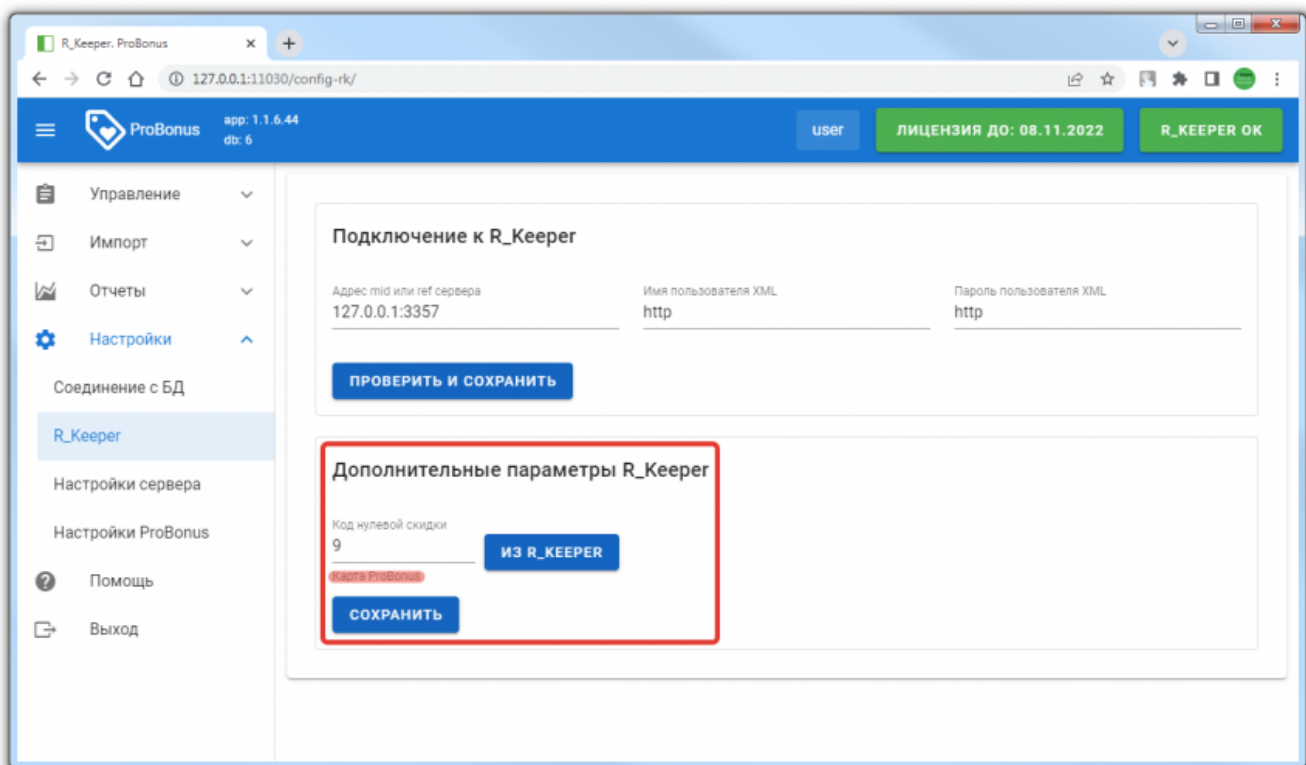 R_Keeper. ProBonus
127.0.0.1:11030/config-rk/
ProBonus
app: 1.1.6.44
db: 6
user
ЛИЦЕНЗИЯ ДО: 08.11.2022
R_KEEPER OK
Управление
Импорт
Отчеты
Настройки
Соединение с БД
R_Keeper
Настройки сервера
Настройки ProBonus
Помощь
Выход
Подключение к R_Keeper
Адрес mid или ref сервера
127.0.0.1:3357
Имя пользователя XML
http
Пароль пользователя XML
http
ПРОВЕРИТЬ И СОХРАНИТЬ
Дополнительные параметры R_Keeper
Код нулевой скидки
9
ИЗ R_KEEPER
Карта ProBonus
СОХРАНИТЬ